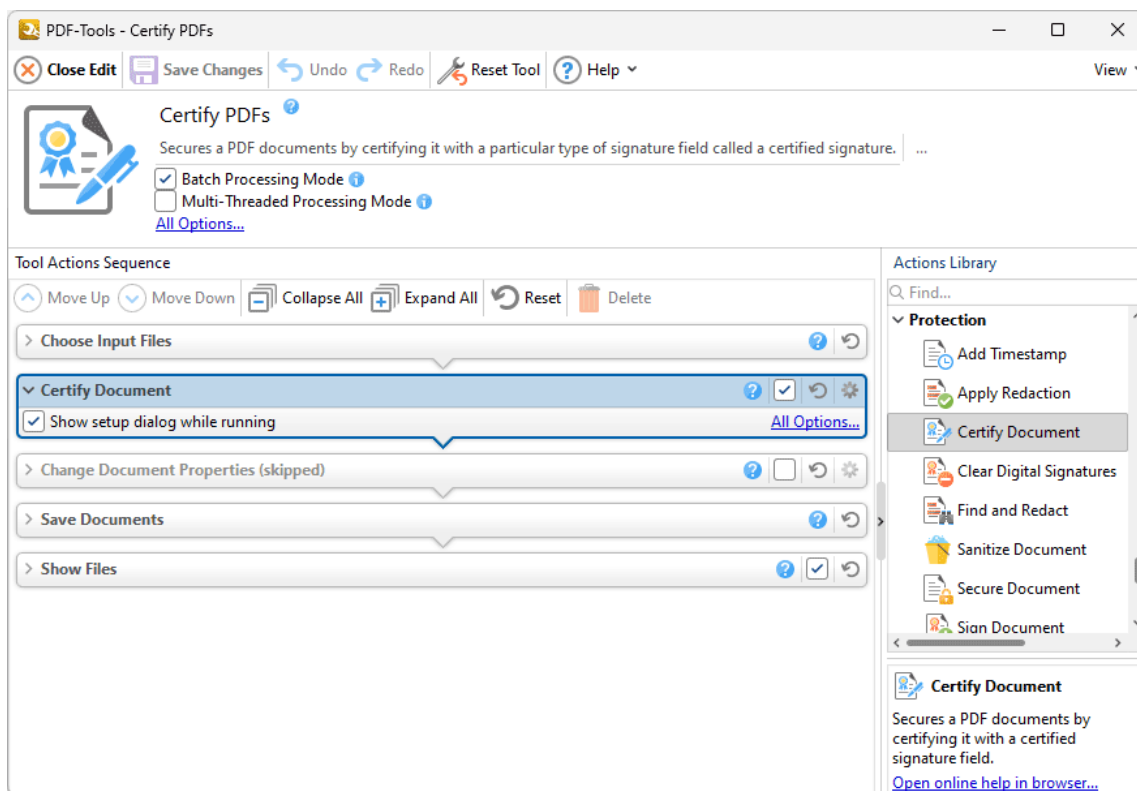 PDF-Tools - Certify PDFs
Close Edit Save Changes Undo Redo Reset Tool ? Help View
Certify PDFs ?
Secures a PDF documents by certifying it with a particular type of signature field called a certified signature. ...
Batch Processing Mode i
Multi-Threaded Processing Mode i
All Options...
Tool Actions Sequence
Move Up Move Down Collapse All Expand All Reset Delete
Choose Input Files ?
Certify Document ?
Show setup dialog while running All Options...
Change Document Properties (skipped) ?
Save Documents ?
Show Files ?
Actions Library
Find...
Protection
Add Timestamp
Apply Redaction
Certify Document
Clear Digital Signatures
Find and Redact
Sanitize Document
Secure Document
Sign Document
Certify Document
Secures a PDF documents by
certifying it with a certified
signature field.
Open online help in browser...